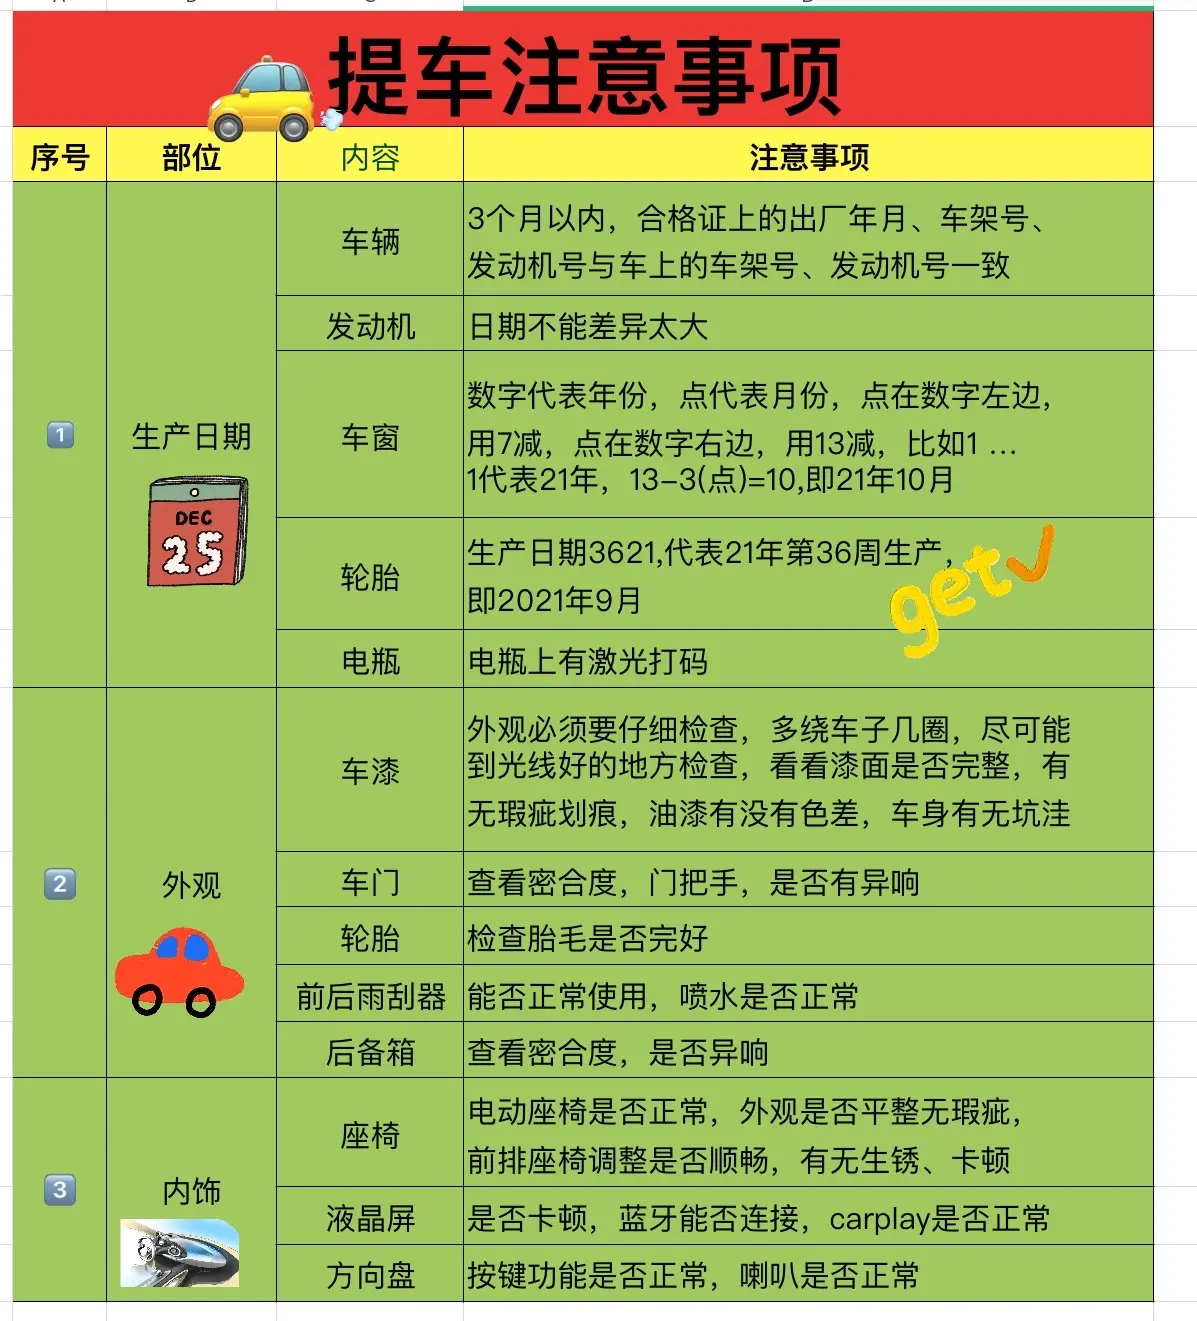 提车注意事项
序号 部位 内容 注意事项
1 生产日期
DEC
25
车辆
3个月以内，合格证上的出厂年月、车架号、
发动机号与车上的车架号、发动机号一致
发动机 日期不能差异太大
车窗
数字代表年份，点代表月份，点在数字左边，
用7减，点在数字右边，用13减，比如1 ...
1代表21年，13-3(点)=10,即21年10月
轮胎
生产日期3621,代表21年第36周生产，
即2021年9月
get✓
电瓶 电瓶上有激光打码
2 外观
车漆
外观必须要仔细检查，多绕车子几圈，尽可能
到光线好的地方检查，看看漆面是否完整，有
无瑕疵划痕，油漆有没有色差，车身有无坑洼
车门 查看密合度，门把手，是否有异响
轮胎 检查胎毛是否完好
前后雨刮器 能否正常使用，喷水是否正常
后备箱 查看密合度，是否异响
3 内饰
座椅
电动座椅是否正常，外观是否平整无瑕疵，
前排座椅调整是否顺畅，有无生锈、卡顿
液晶屏 是否卡顿，蓝牙能否连接，carplay是否正常
方向盘 按键功能是否正常，喇叭是否正常